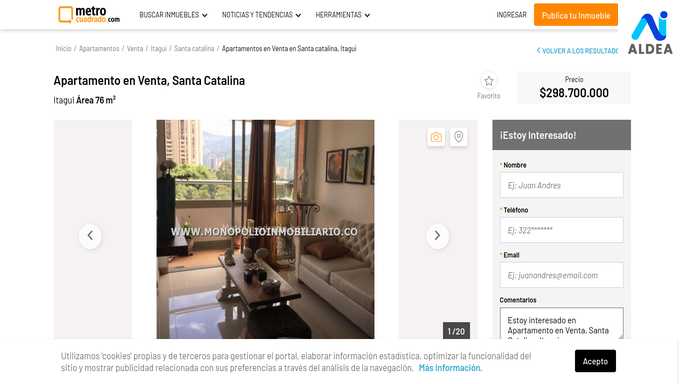 metro
cuadrado.com
BUSCAR INMUEBLES
NOTICIAS Y TENDENCIAS
HERRAMIENTAS
INGRESAR
Publica tu Inmueble
ALDEA
Inicio / Apartamentos / Venta / Itagui / Santa catalina / Apartamentos en Venta en Santa catalina, Itagui
VOLVER A LOS RESULTADO
Apartamento en Venta, Santa Catalina
Itagui Área 76 m²
Favorito
Precio
$298.700.000
WWW.MONOPOLIOINMOBILIARIO.CO
1 / 20
¡Estoy Interesado!
* Nombre
Ej: Juan Andres
* Teléfono
Ej: 322*******
* Email
Ej: juanandres@email.com
Comentarios
Estoy interesado en
Apartamento en Venta, Santa
Utilizamos 'cookies' propias y de terceros para gestionar el portal, elaborar información estadística, optimizar la funcionalidad del
sitio y mostrar publicidad relacionada con sus preferencias a través del análisis de la navegación. Más información.
Acepto